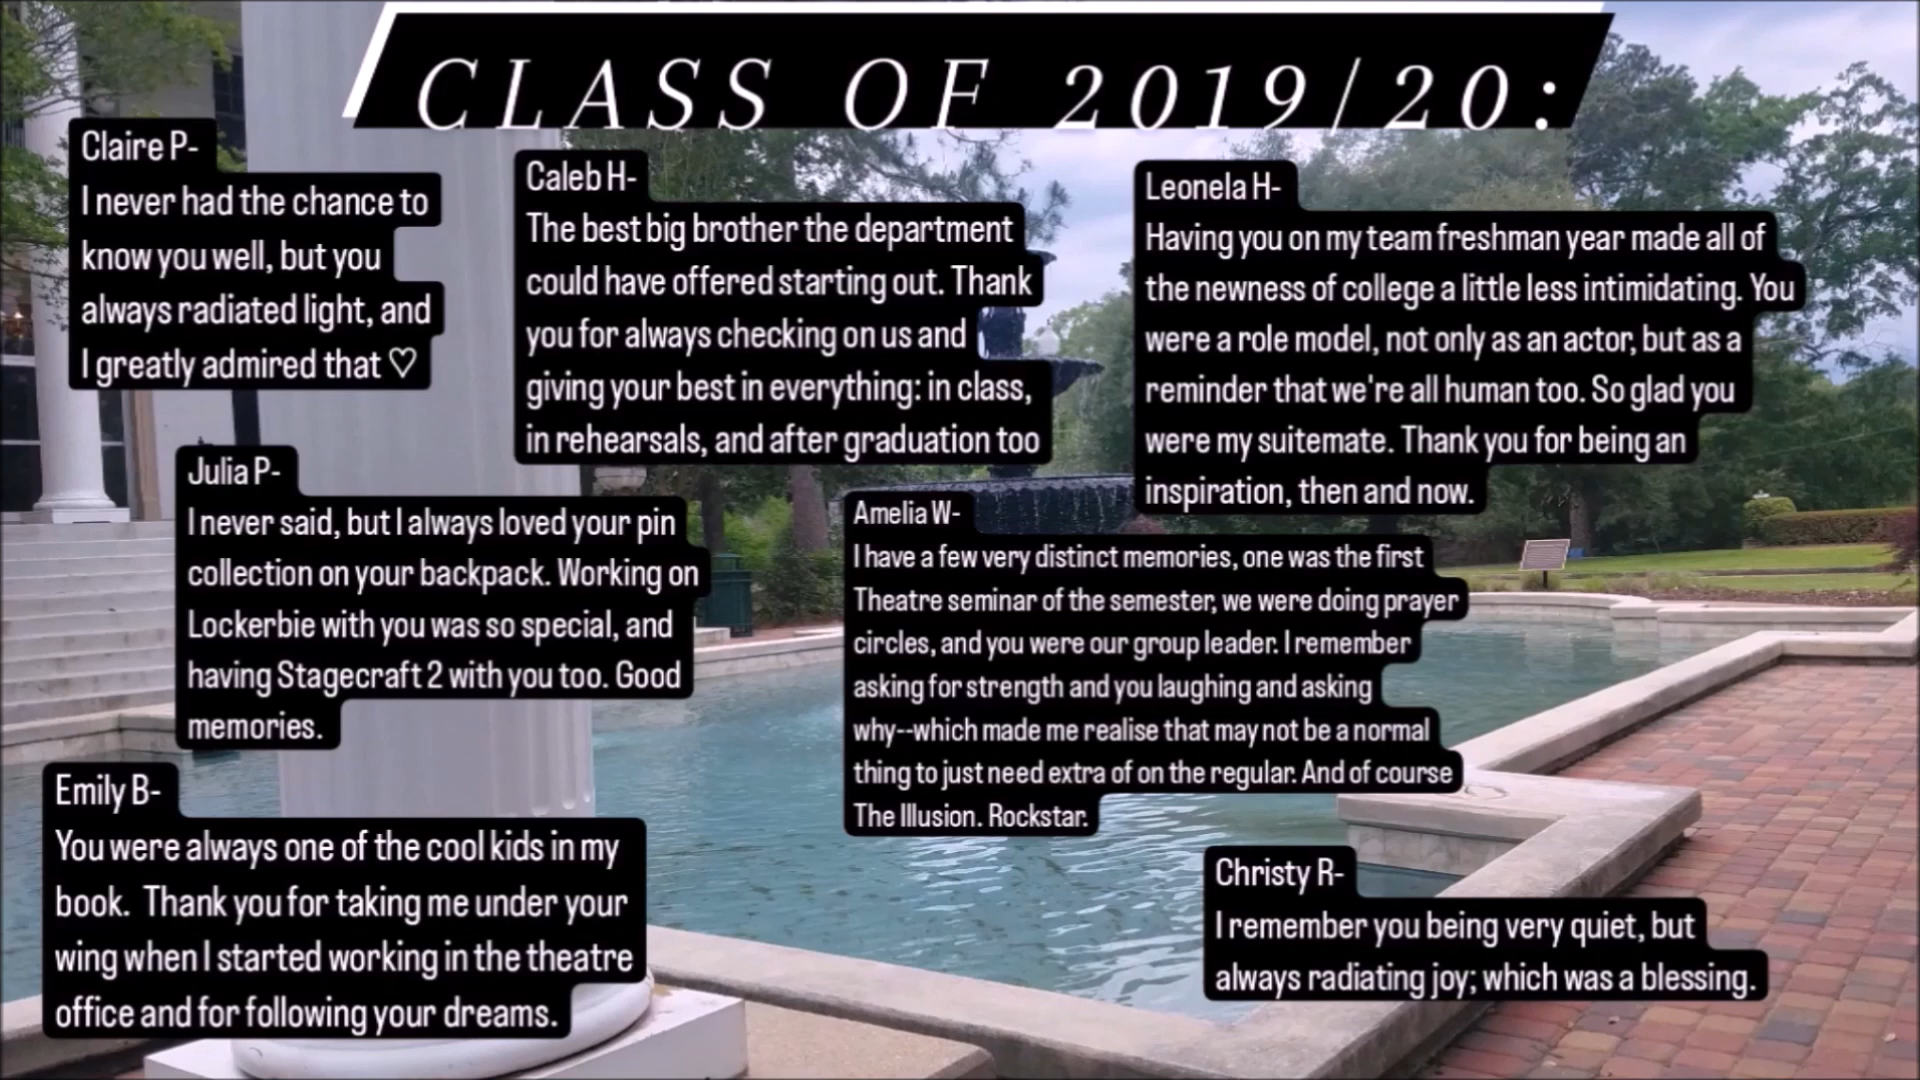 CLASS OF 2019/20:
Claire P-
I never had the chance to
know you well, but you
always radiated light, and
I greatly admired that ♡
Caleb H-
The best big brother the department
could have offered starting out. Thank
you for always checking on us and
giving your best in everything: in class,
in rehearsals, and after graduation too
Leonela H-
Having you on my team freshman year made all of
the newness of college a little less intimidating. You
were a role model, not only as an actor, but as a
reminder that we're all human too. So glad you
were my suitemate. Thank you for being an
inspiration, then and now.
Julia P-
I never said, but I always loved your pin
collection on your backpack. Working on
Lockerbie with you was so special, and
having Stagecraft 2 with you too. Good
memories.
Amelia W-
I have a few very distinct memories, one was the first
Theatre seminar of the semester, we were doing prayer
circles, and you were our group leader. I remember
asking for strength and you laughing and asking
why--which made me realise that may not be a normal
thing to just need extra of on the regular. And of course
The Illusion. Rockstar.
Emily B-
You were always one of the cool kids in my
book.  Thank you for taking me under your
wing when I started working in the theatre
office and for following your dreams.
Christy R-
I remember you being very quiet, but
always radiating joy; which was a blessing.